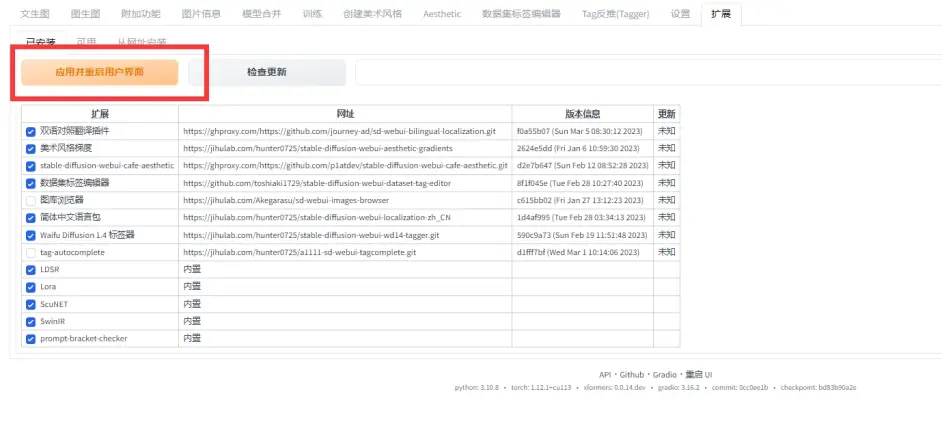 文生图 图生图 附加功能 图片信息 模型合并 训练 创建美术风格 Aesthetic 数据集标签编辑器 Tag反推(Tagger) 设置 扩展
已安装 可用 从网址安装
应用并重启用户界面 检查更新
扩展 网址 版本信息 更新
双语对照翻译插件 https://ghproxy.com/https://github.com/journey-ad/sd-webui-bilingual-localization.git f0a55b07 (Sun Mar 5 08:30:12 2023) 未知
美术风格梯度 https://jihulab.com/hunter0725/stable-diffusion-webui-aesthetic-gradients 2624e5dd (Fri Jan 6 10:59:30 2023) 未知
stable-diffusion-webui-cafe-aesthetic https://ghproxy.com/https://github.com/p1atdev/stable-diffusion-webui-cafe-aesthetic.git d2e7b647 (Sun Feb 12 08:52:28 2023) 未知
数据集标签编辑器 https://github.com/toshiaki1729/stable-diffusion-webui-dataset-tag-editor 8f1f045e (Tue Feb 28 10:27:40 2023) 未知
图库浏览器 https://jihulab.com/Akegarasu/sd-webui-images-browser c615bb02 (Fri Jan 27 13:12:23 2023) 未知
简体中文语言包 https://jihulab.com/hunter0725/stable-diffusion-webui-localization-zh_CN 1d4af995 (Tue Feb 28 03:34:13 2023) 未知
Waifu Diffusion 1.4 标签器 https://jihulab.com/hunter0725/stable-diffusion-webui-wd14-tagger.git 590c9a73 (Sun Feb 19 11:51:48 2023) 未知
tag-autocomplete https://jihulab.com/hunter0725/a1111-sd-webui-tagcomplete.git d1fff7bf (Wed Mar 1 10:14:06 2023) 未知
LDSR 内置
Lora 内置
ScuNET 内置
SwinIR 内置
prompt-bracket-checker 内置
API · Github · Gradio · 重启 UI
python: 3.10.8 • torch: 1.12.1+cu113 • xformers: 0.0.14.dev • gradio: 3.16.2 • commit: 0cc0ee1b • checkpoint: bd83b90a2e